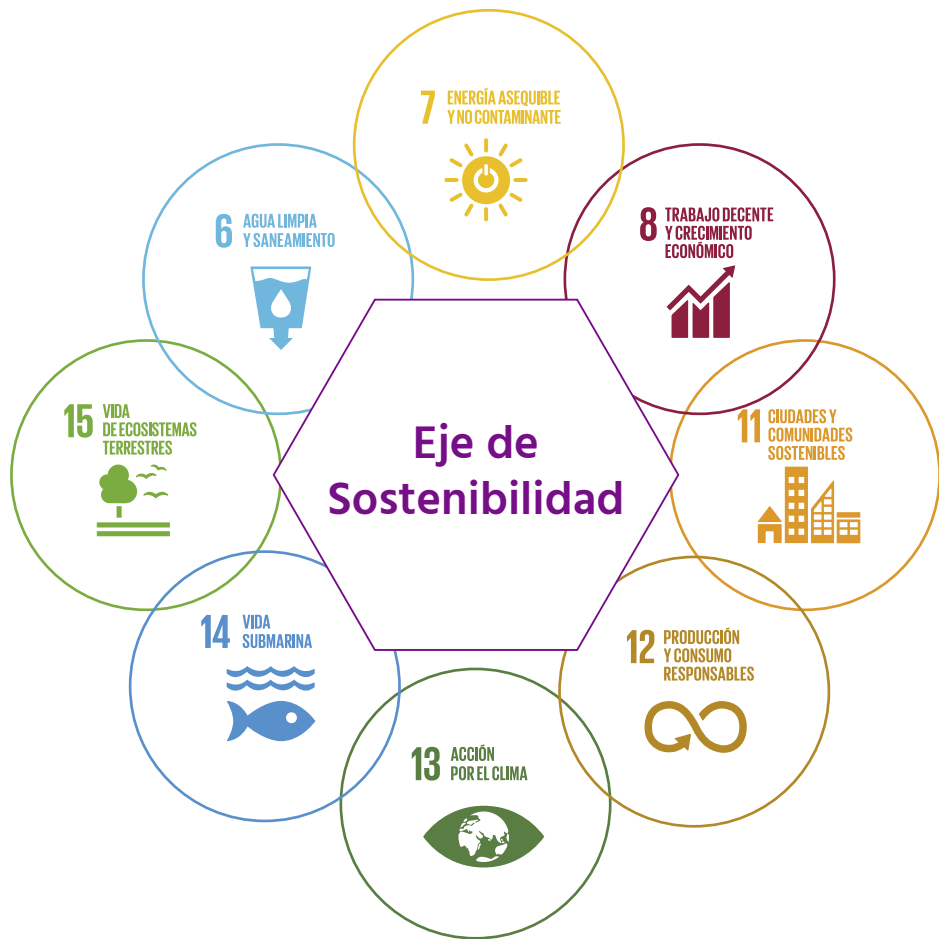 7 ENERGÍA ASEQUIBLE
Y NO CONTAMINANTE
6 AGUA LIMPIA
Y SANEAMIENTO
8 TRABAJO DECENTE
Y CRECIMIENTO
ECONÓMICO
15 VIDA
DE ECOSISTEMAS
TERRESTRES
Eje de
Sostenibilidad
11 CIUDADES Y
COMUNIDADES
SOSTENIBLES
14 VIDA
SUBMARINA
12 PRODUCCIÓN
Y CONSUMO
RESPONSABLES
13 ACCIÓN
POR EL CLIMA